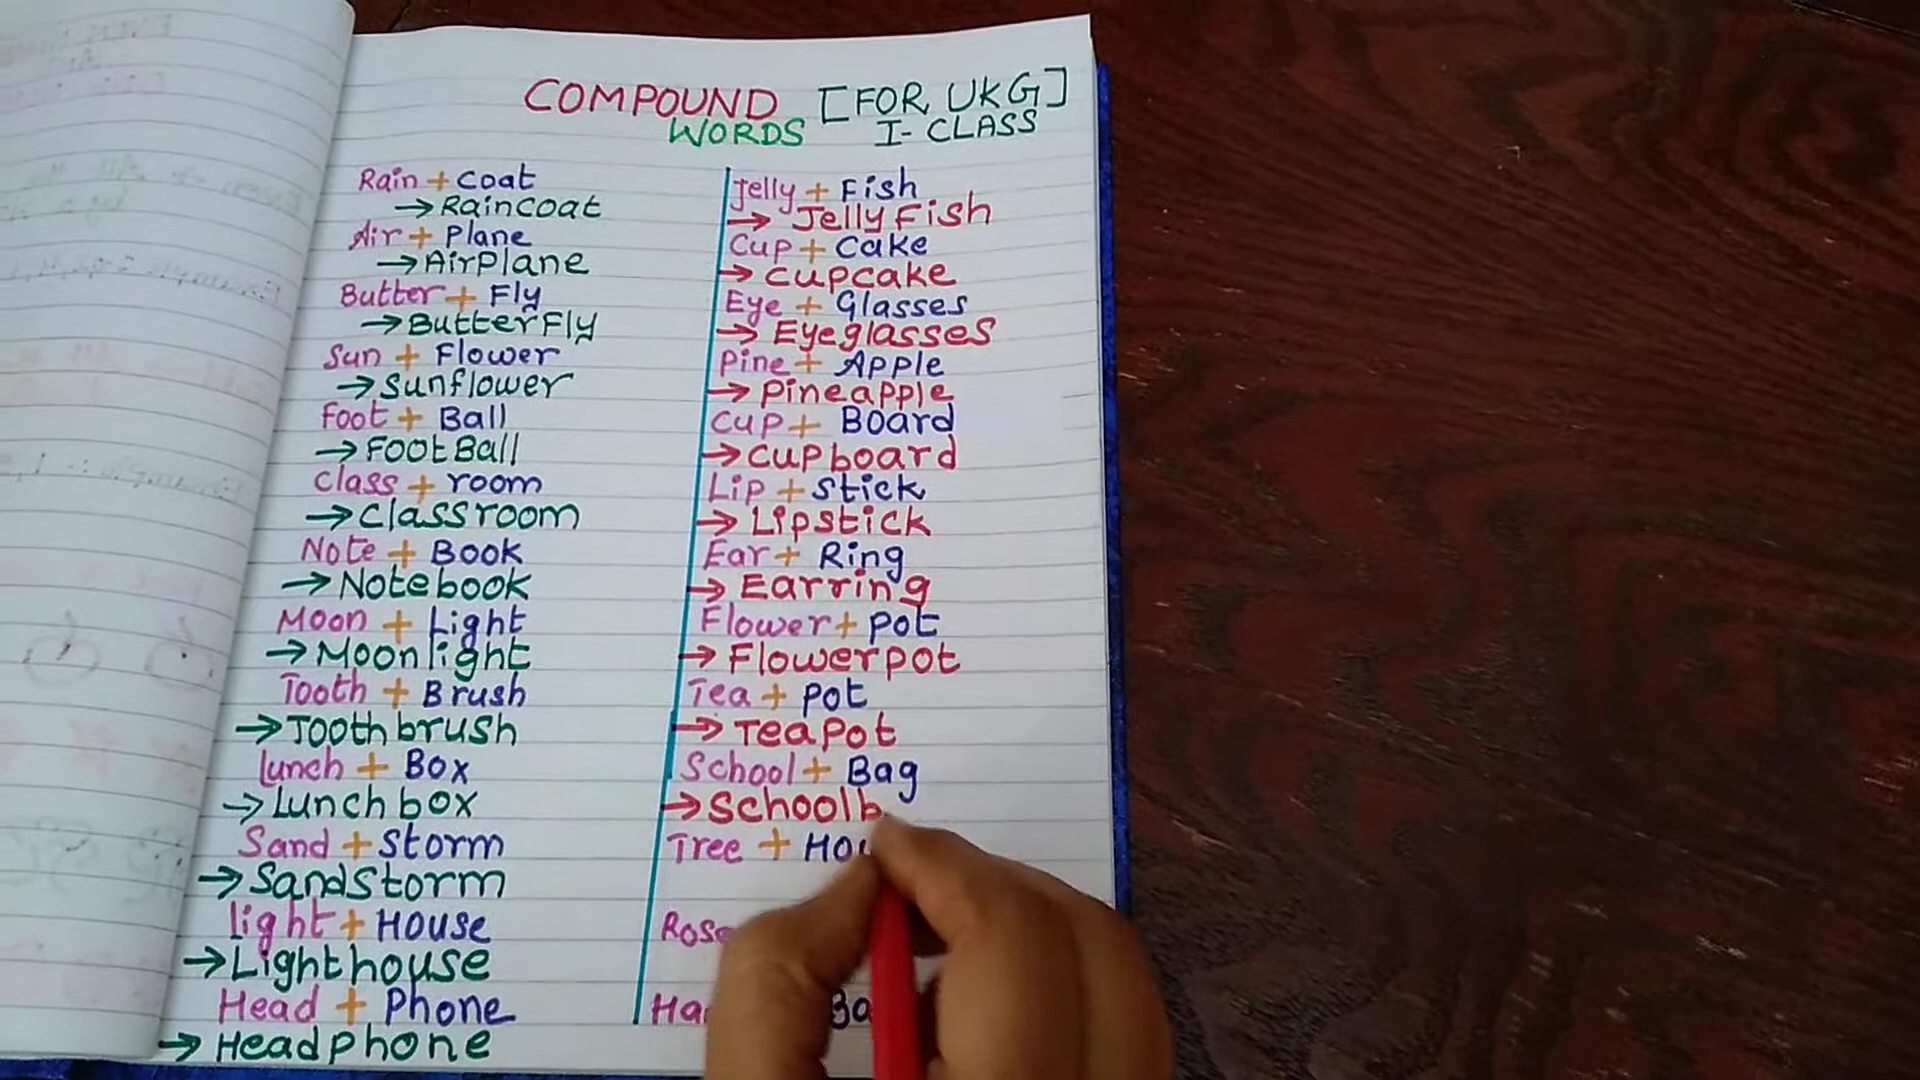 COMPOUND [FOR UKG]
WORDS I- CLASS
Rain + Coat
→ Raincoat
Air + Plane
→ Airplane
Butter + Fly
→ ButterFly
Sun + Flower
→ Sunflower
Foot + Ball
→ FootBall
Class + room
→ Classroom
Note + Book
→ Notebook
Moon + Light
→ Moonlight
Tooth + Brush
→ Toothbrush
Lunch + Box
→ Lunchbox
Sand + Storm
→ Sandstorm
light + House
→ Lighthouse
Head + Phone
→ Headphone
Jelly + Fish
→ JellyFish
Cup + Cake
→ Cupcake
Eye + Glasses
→ Eyeglasses
Pine + Apple
→ Pineapple
Cup + Board
→ Cupboard
Lip + Stick
→ Lipstick
Ear + Ring
→ Earring
Flower + Pot
→ Flowerpot
Tea + Pot
→ Teapot
School + Bag
→ Schoolb
Tree +